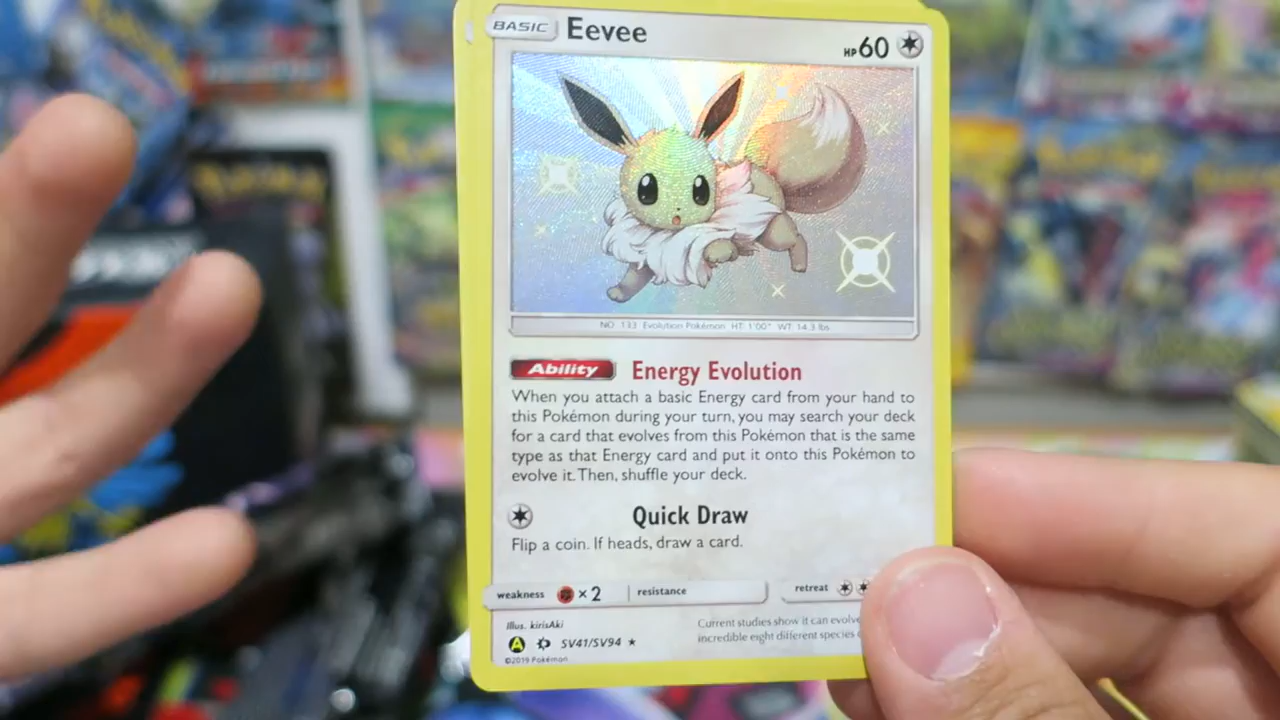 BASIC Eevee HP60
NO. 133 Evolution Pokémon HT: 1'00" WT: 14.3 lbs
Ability Energy Evolution
When you attach a basic Energy card from your hand to
this Pokémon during your turn, you may search your deck
for a card that evolves from this Pokémon that is the same
type as that Energy card and put it onto this Pokémon to
evolve it. Then, shuffle your deck.
Quick Draw
Flip a coin. If heads, draw a card.
weakness ×2 resistance retreat
Illus. kirisAki
Current studies show it can evolve
incredible eight different species
A SV41/SV94 ★
©2019 Pokémon